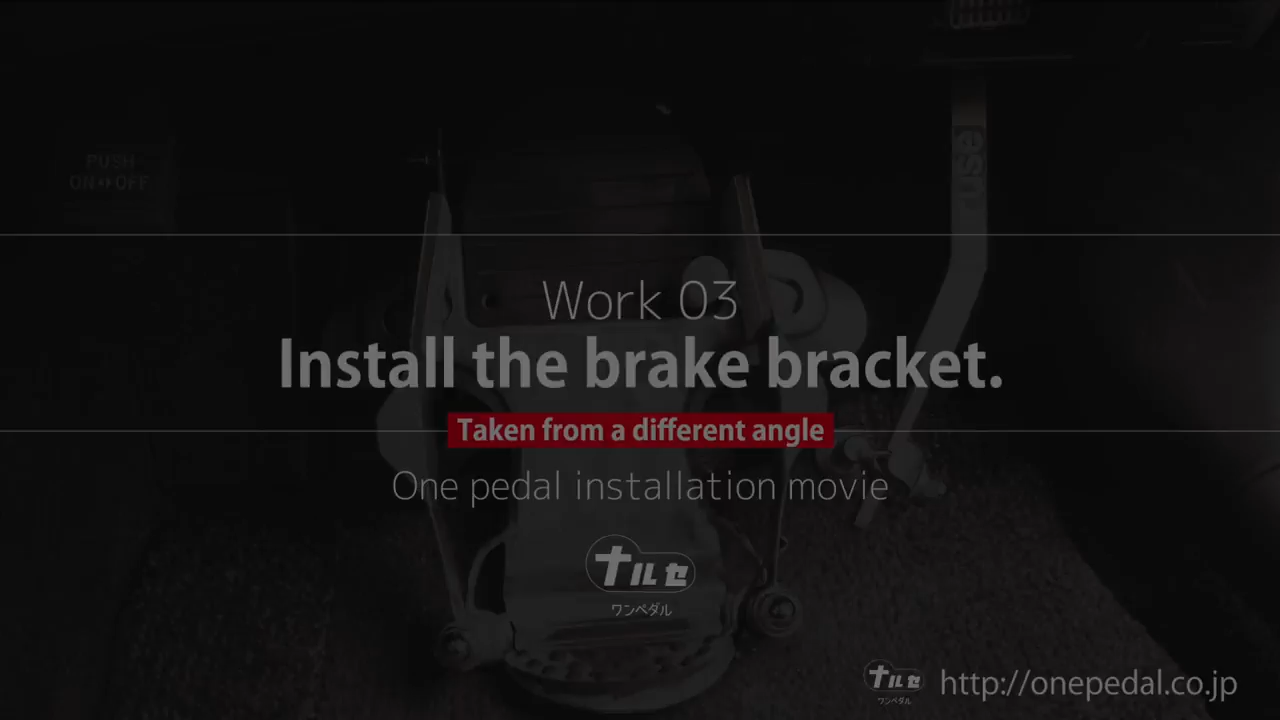 PUSH
ON OFF
use
Work 03
Install the brake bracket.
Taken from a different angle
One pedal installation movie
ナルセ
ワンペダル
ナルセ
ワンペダル
http://onepedal.co.jp